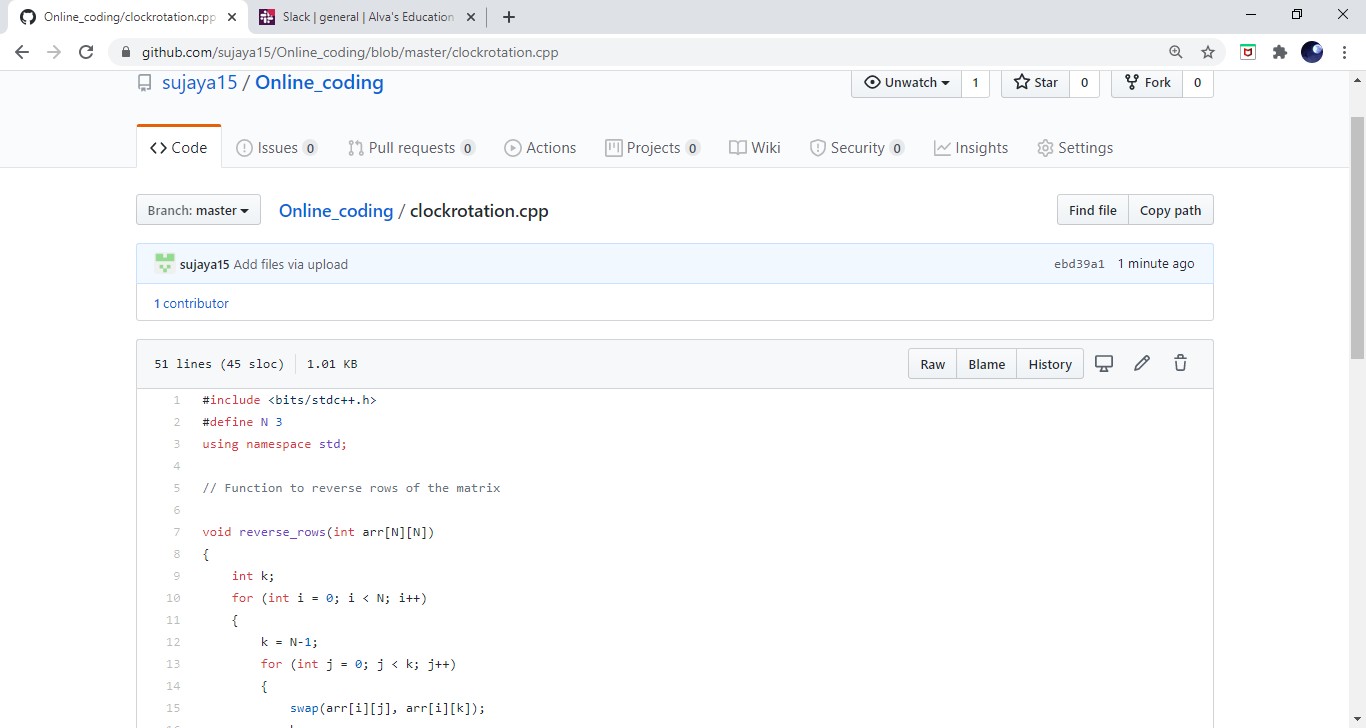 Online_coding/clockrotation.cpp
Slack | general | Alva's Education
github.com/sujaya15/Online_coding/blob/master/clockrotation.cpp
sujaya15 / Online_coding
Unwatch 1 Star 0 Fork 0
Code Issues 0 Pull requests 0 Actions Projects 0 Wiki Security 0 Insights Settings
Branch: master Online_coding / clockrotation.cpp Find file Copy path
sujaya15 Add files via upload ebd39a1 1 minute ago
1 contributor
51 lines (45 sloc) 1.01 KB Raw Blame History
1 #include <bits/stdc++.h>
2 #define N 3
3 using namespace std;
4
5 // Function to reverse rows of the matrix
6
7 void reverse_rows(int arr[N][N])
8 {
9     int k;
10     for (int i = 0; i < N; i++)
11     {
12         k = N-1;
13         for (int j = 0; j < k; j++)
14         {
15             swap(arr[i][j], arr[i][k]);